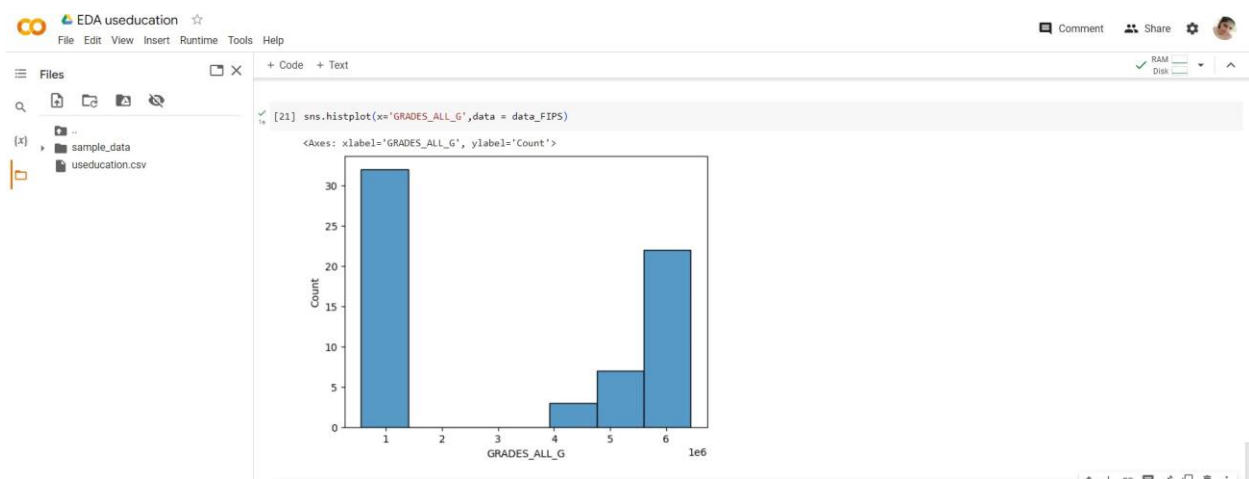 EDA useducation
File Edit View Insert Runtime Tools Help
Comment Share
Files
+ Code + Text
RAM
Disk
{x}
..
sample_data
useducation.csv
[21] sns.histplot(x='GRADES_ALL_G',data = data_FIPS)
1s
<Axes: xlabel='GRADES_ALL_G', ylabel='Count'>
30
25
20
15
10
5
0
Count
1 2 3 4 5 6
GRADES_ALL_G
1e6